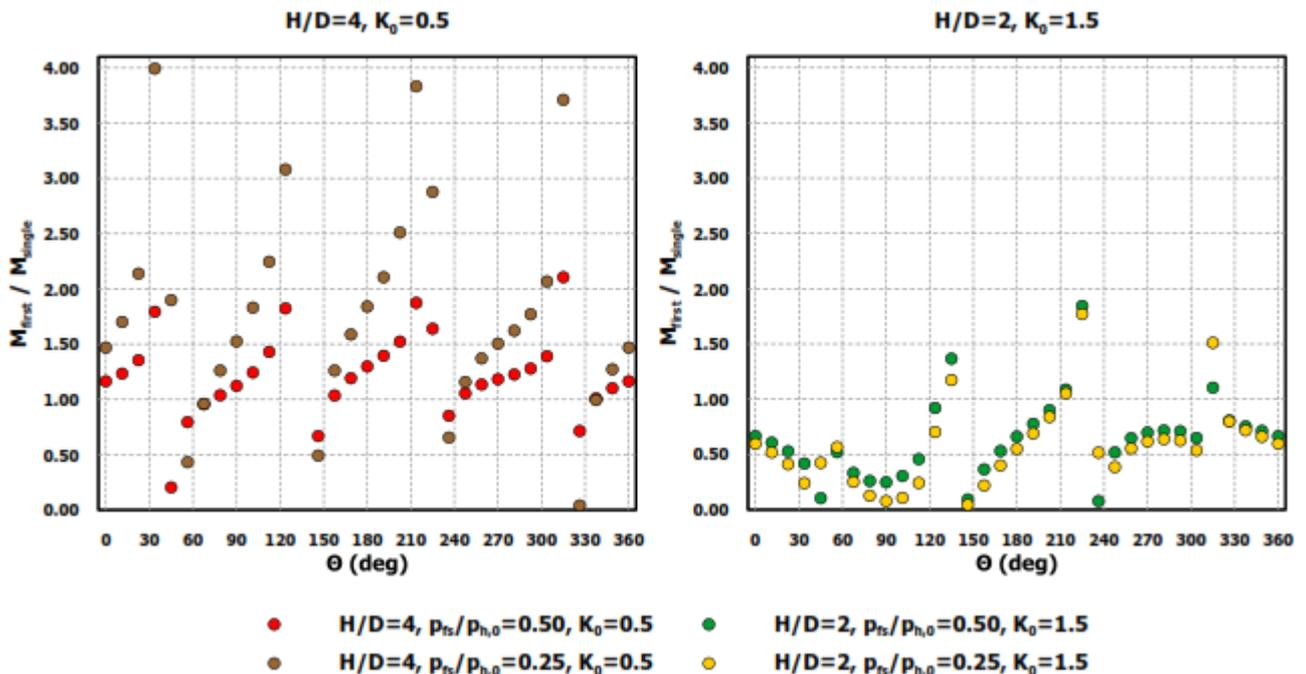 H/D=4, K₀=0.5
H/D=2, K₀=1.5
M_first / M_single
4.00
3.50
3.00
2.50
2.00
1.50
1.00
0.50
0.00
0 30 60 90 120 150 180 210 240 270 300 330 360
Θ (deg)
M_first / M_single
4.00
3.50
3.00
2.50
2.00
1.50
1.00
0.50
0.00
0 30 60 90 120 150 180 210 240 270 300 330 360
Θ (deg)
H/D=4, p_fs/p_h,0=0.50, K₀=0.5
H/D=2, p_fs/p_h,0=0.50, K₀=1.5
H/D=4, p_fs/p_h,0=0.25, K₀=0.5
H/D=2, p_fs/p_h,0=0.25, K₀=1.5